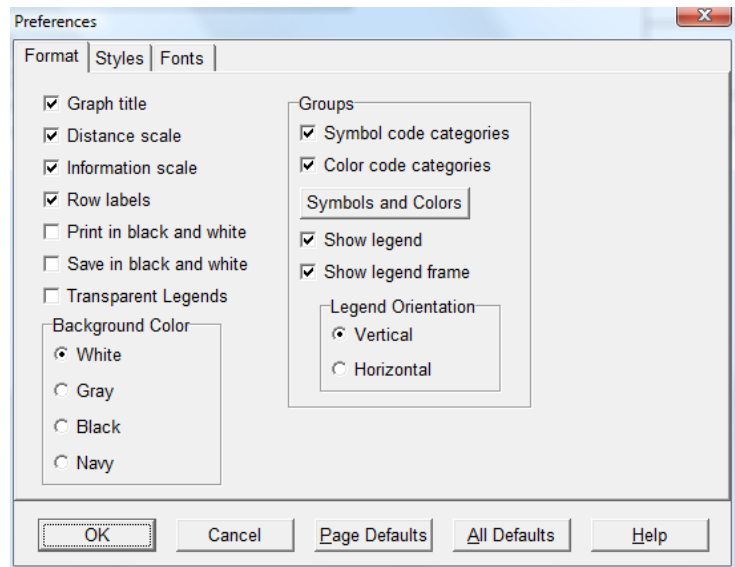 Preferences
Format Styles Fonts
Graph title
Distance scale
Information scale
Row labels
Print in black and white
Save in black and white
Transparent Legends
Background Color
White
Gray
Black
Navy
Groups
Symbol code categories
Color code categories
Symbols and Colors
Show legend
Show legend frame
Legend Orientation
Vertical
Horizontal
OK Cancel Page Defaults All Defaults Help